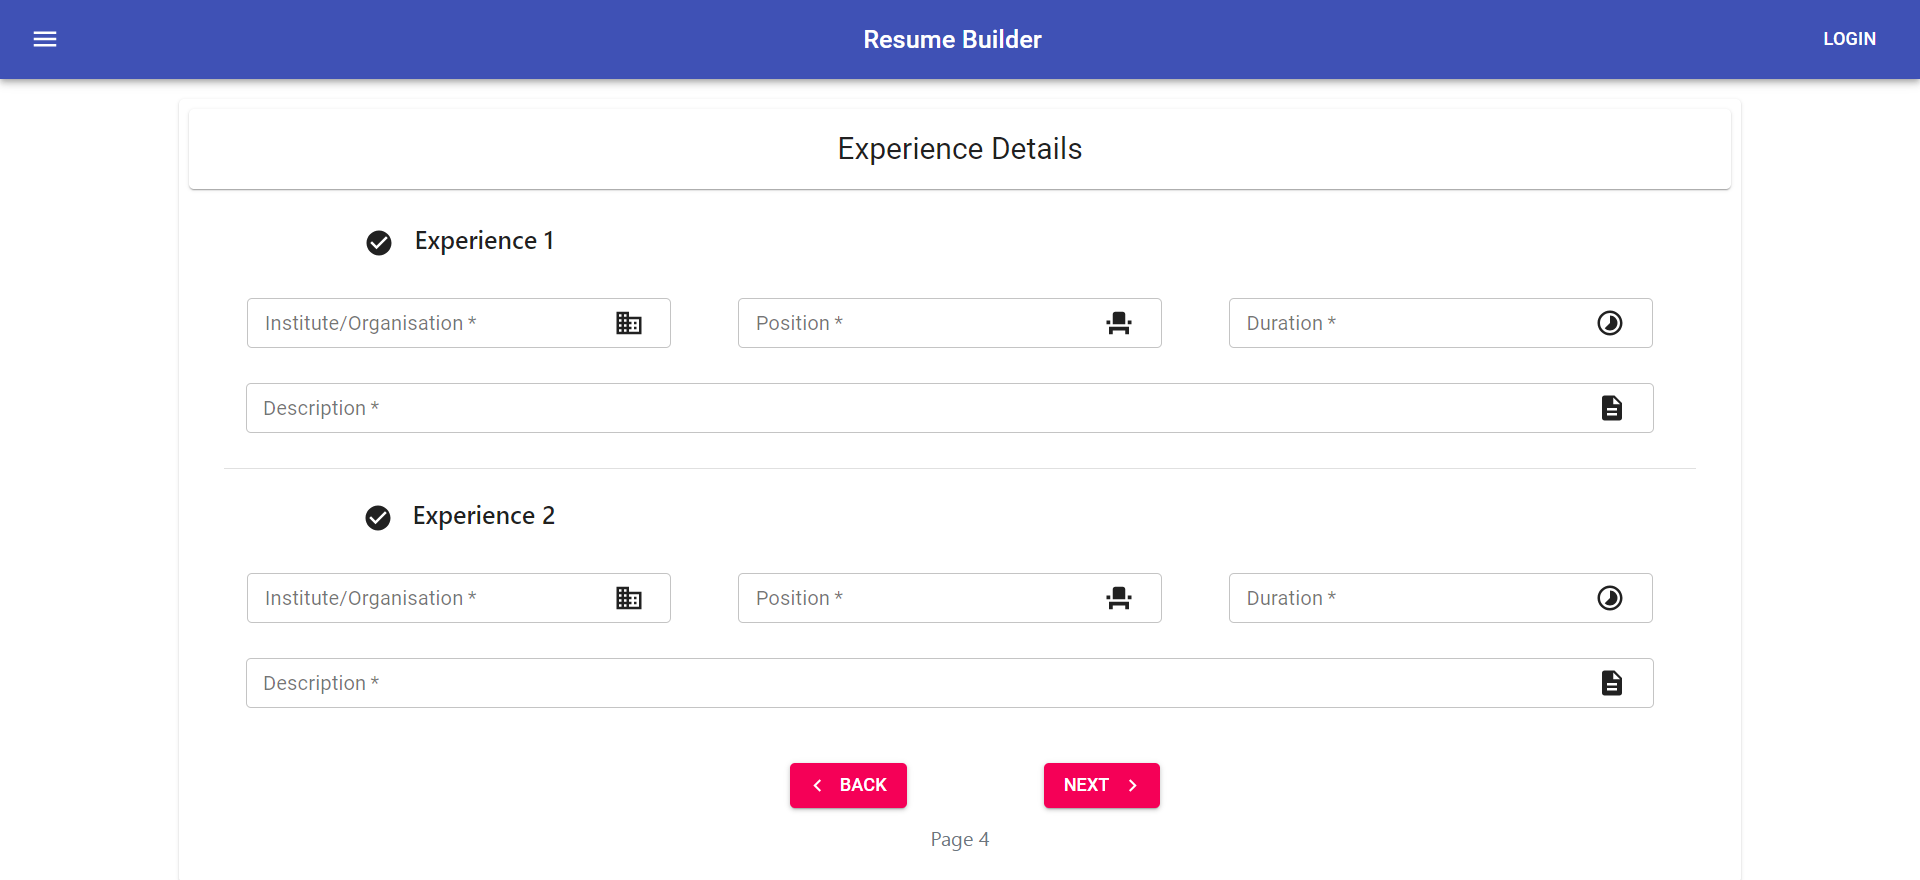 Resume Builder
LOGIN
Experience Details
Experience 1
Institute/Organisation *
Position *
Duration *
Description *
Experience 2
Institute/Organisation *
Position *
Duration *
Description *
BACK
NEXT
Page 4